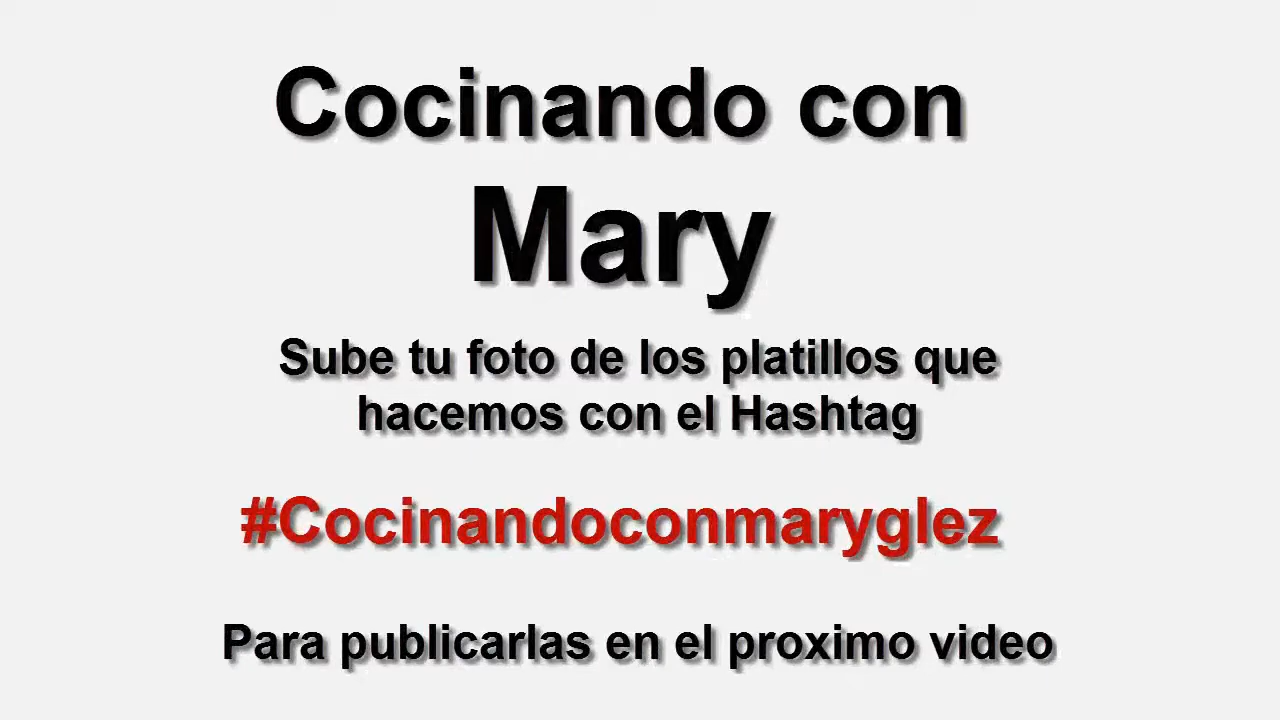 Cocinando con
Mary
Sube tu foto de los platillos que
hacemos con el Hashtag
#Cocinandoconmaryglez
Para publicarlas en el proximo video